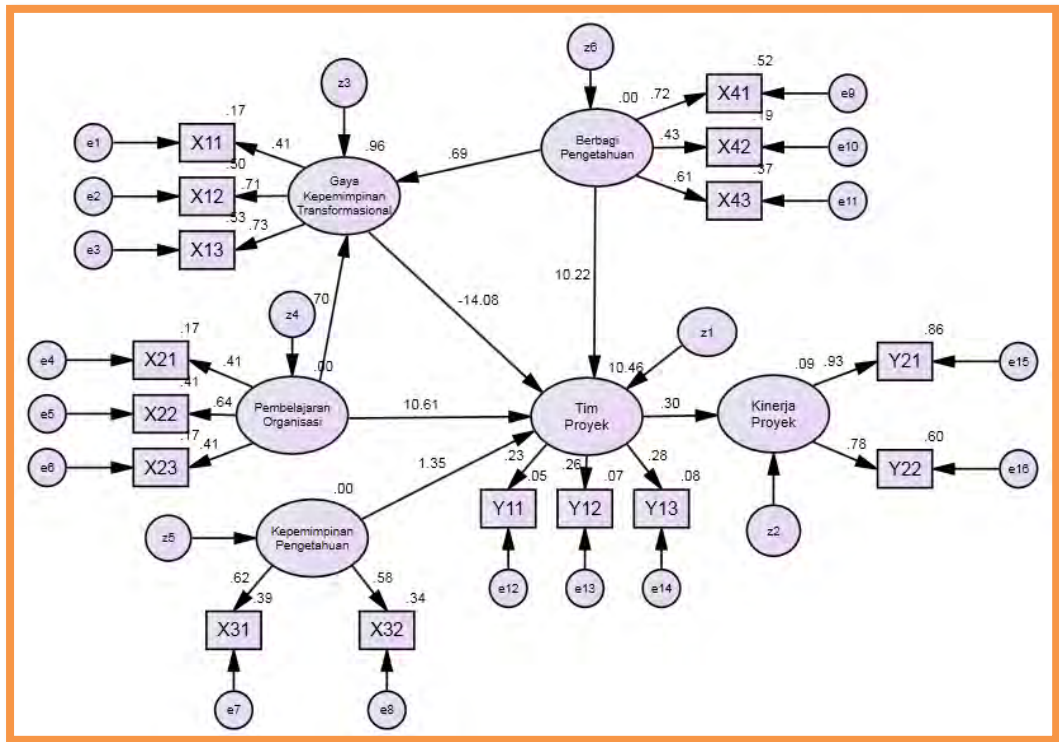 z6
.52
z3
.00
.72
X41
e9
.17
.19
.96
e1
X11
.41
.69
Berbagi
Pengetahuan
.43
X42
e10
.50
Gaya
Kepemimpinan
Transformasional
.37
e2
X12
.71
.61
X43
e11
.53
.73
e3
X13
10.22
z4
.70
-14.08
z1
.17
.86
e4
X21
.41
.00
10.46
.09
.93
Y21
e15
.41
e5
X22
.64
Pembelajaran
Organisasi
10.61
Tim
Proyek
.30
Kinerja
Proyek
.17
.41
e6
X23
1.35
.23
.26
.28
.78
.60
.05
.07
.08
Y22
e16
.00
Y11
Y12
Y13
z5
Kepemimpinan
Pengetahuan
z2
.62
.58
e12
e13
e14
.39
.34
X31
X32
e7
e8